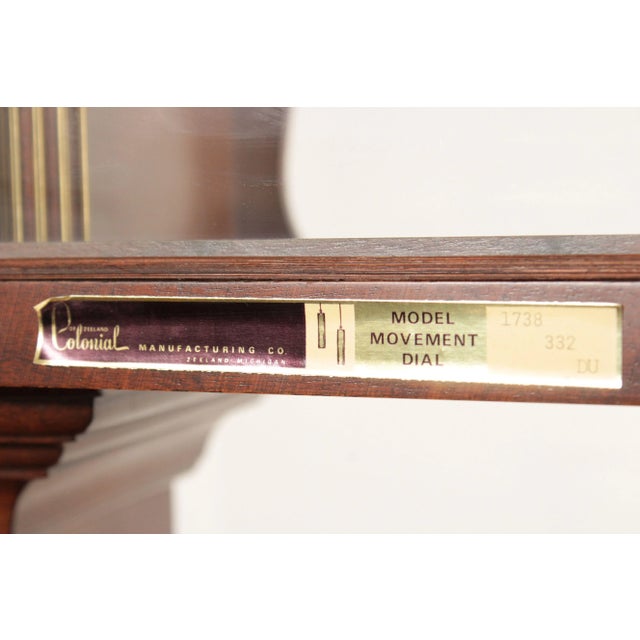 OF ZEELAND
Colonial MANUFACTURING CO.
ZEELAND, MICHIGAN
MODEL 1738
MOVEMENT 332
DIAL DU